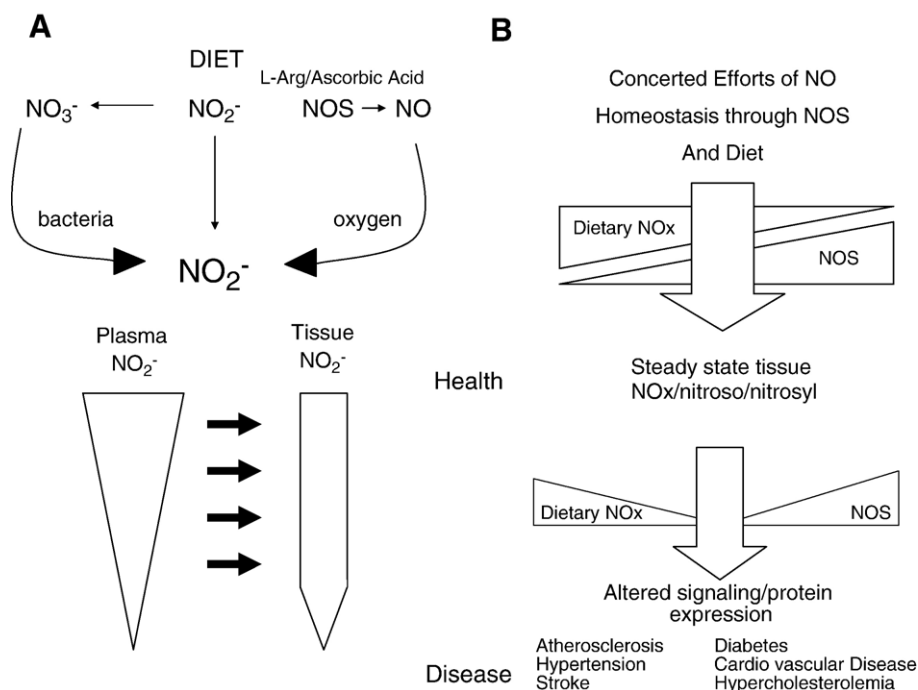 A
DIET
L-Arg/Ascorbic Acid
NO3- NO2- NOS NO
bacteria
oxygen
NO2-
Plasma
NO2-
Tissue
NO2-
B
Concerted Efforts of NO
Homeostasis through NOS
And Diet
Dietary NOx
NOS
Health
Steady state tissue
NOx/nitroso/nitrosyl
Dietary NOx
NOS
Altered signaling/protein
expression
Disease
Atherosclerosis
Hypertension
Stroke
Diabetes
Cardio vascular Disease
Hypercholesterolemia